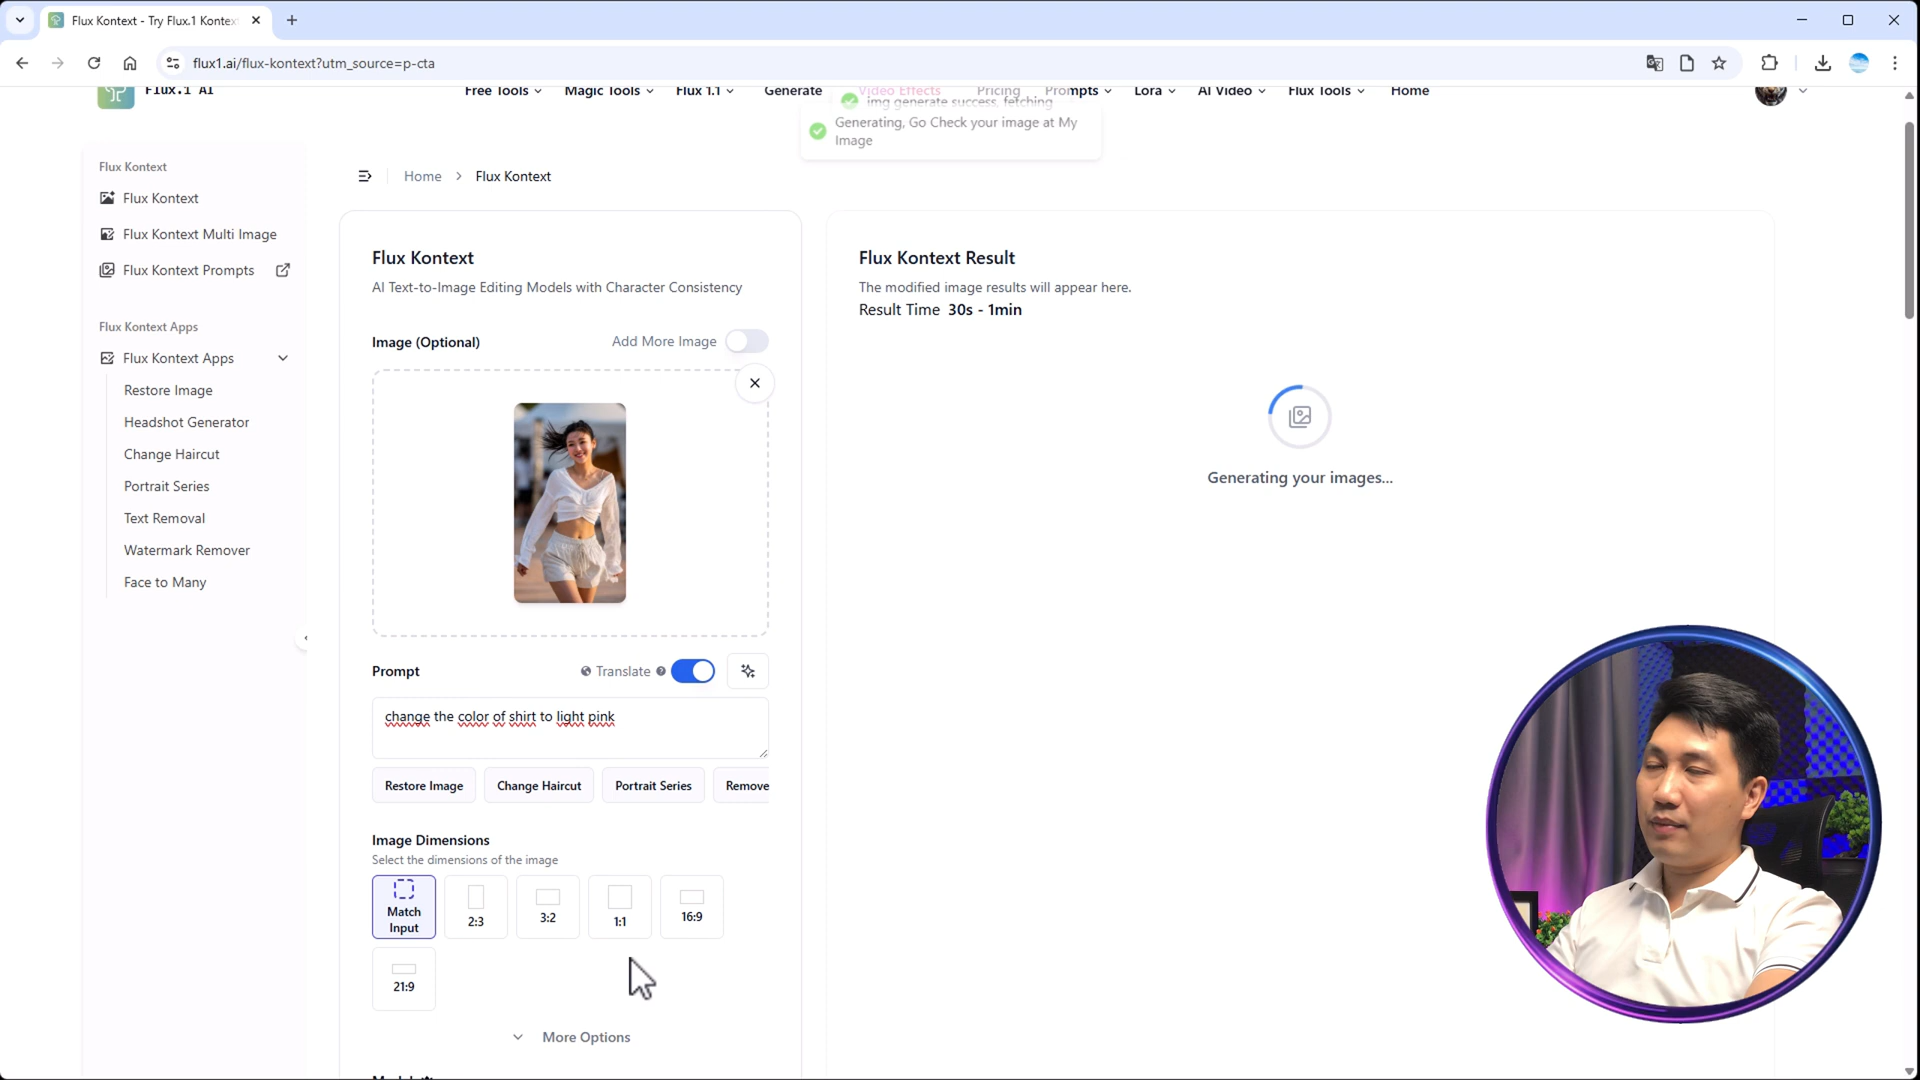 Flux Kontext - Try Flux.1 Kontex
flux1.ai/flux-kontext?utm_source=p-cta
Flux.1 AI
Free Tools
Magic Tools
Flux 1.1
Generate
Video Effects
Pricing
Prompts
Lora
AI Video
Flux Tools
Home
img generate success, fetching
Generating, Go Check your image at My
Image
Flux Kontext
Flux Kontext
Flux Kontext Multi Image
Flux Kontext Prompts
Flux Kontext Apps
Flux Kontext Apps
Restore Image
Headshot Generator
Change Haircut
Portrait Series
Text Removal
Watermark Remover
Face to Many
Home > Flux Kontext
Flux Kontext
AI Text-to-Image Editing Models with Character Consistency
Image (Optional)
Add More Image
Prompt
Translate
change the color of shirt to light pink
Restore Image
Change Haircut
Portrait Series
Remove
Image Dimensions
Select the dimensions of the image
Match
Input
2:3
3:2
1:1
16:9
21:9
More Options
Flux Kontext Result
The modified image results will appear here.
Result Time 30s - 1min
Generating your images...